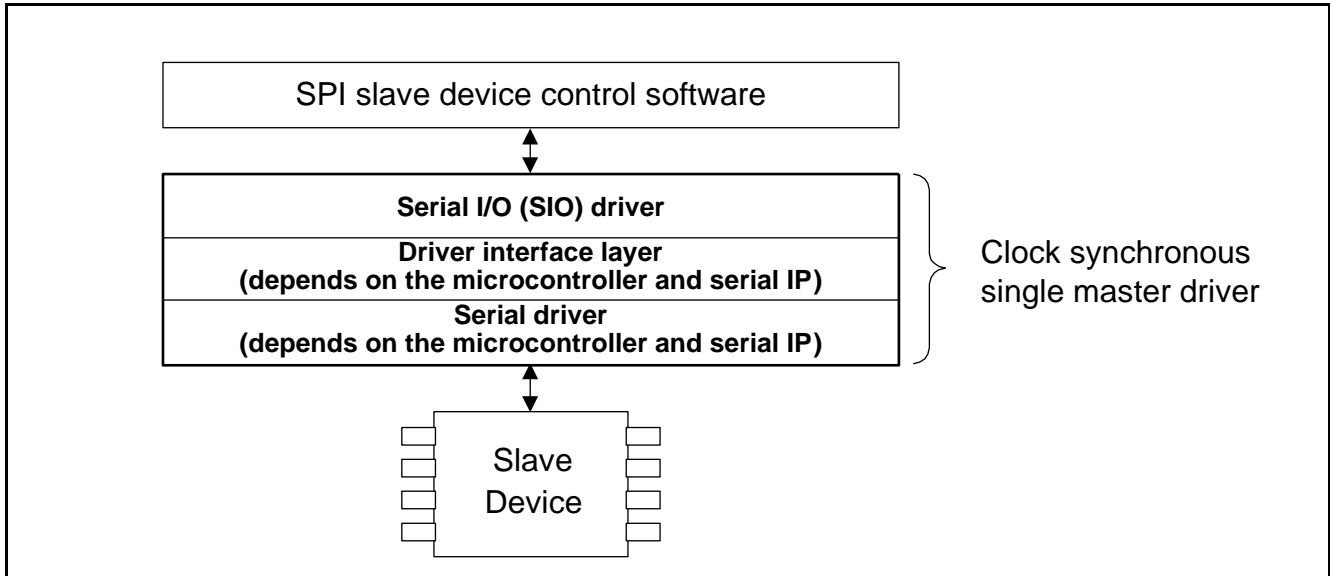 SPI slave device control software
Serial I/O (SIO) driver
Driver interface layer
(depends on the microcontroller and serial IP)
Serial driver
(depends on the microcontroller and serial IP)
Clock synchronous
single master driver
Slave
Device